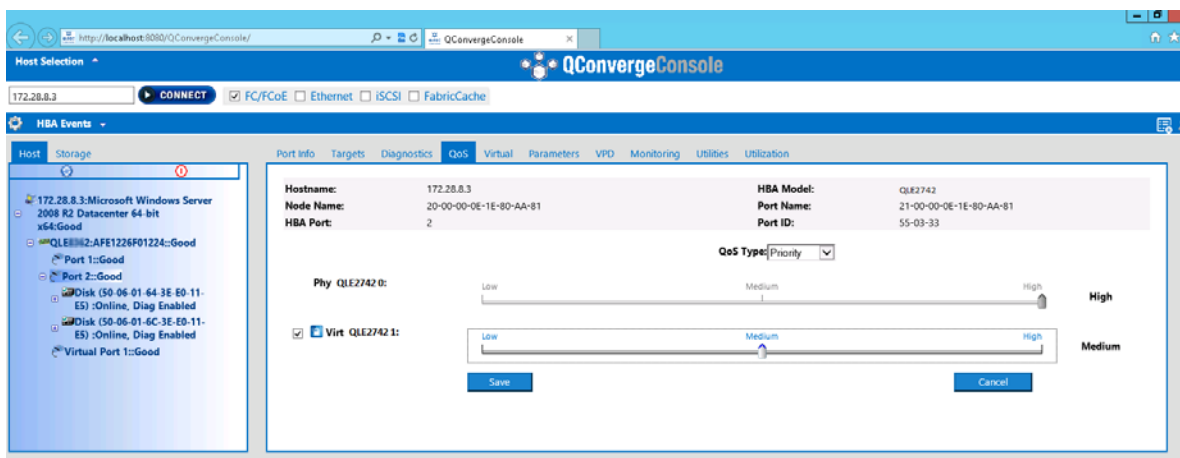 http://localhost:8080/QConvergeConsole/
QConvergeConsole
Host Selection
QConvergeConsole
172.28.8.3 CONNECT FC/FCoE Ethernet iSCSI FabricCache
HBA Events
Host Storage
Port Info Targets Diagnostics QoS Virtual Parameters VPD Monitoring Utilities Utilization
172.28.8.3:Microsoft Windows Server
2008 R2 Datacenter 64-bit
x64:Good
2:AFE1226F01224::Good
Port 1::Good
Port 2::Good
Disk (50-06-01-64-3E-E0-11-
E5) :Online, Diag Enabled
Disk (50-06-01-6C-3E-E0-11-
E5) :Online, Diag Enabled
Virtual Port 1::Good
Hostname: 172.28.8.3 HBA Model: QLE2742
Node Name: 20-00-00-0E-1E-80-AA-81 Port Name: 21-00-00-0E-1E-80-AA-81
HBA Port: 2 Port ID: 55-03-33
QoS Type: Priority
Phy QLE2742 0: Low Medium High High
Virt QLE2742 1: Low Medium High Medium
Save Cancel